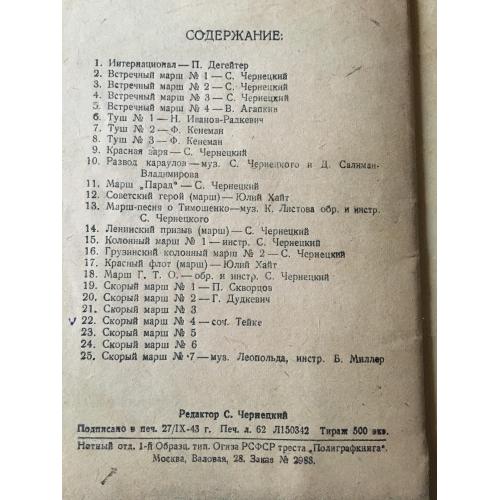 СОДЕРЖАНИЕ:
1. Интернационал — П. Дегейтер
2. Встречный марш № 1 — С. Чернецкий
3. Встречный марш № 2 — С. Чернецкий
4. Встречный марш № 3 — С. Чернецкий
5. Встречный марш № 4 — В. Агапкин
6. Туш № 1 — Н. Иванов-Радкевич
7. Туш № 2 — Ф. Кенеман
8. Туш № 3 — Ф. Кенеман
9. Красная заря — С. Чернецкий
10. Развод караулов — муз. С. Чернецкого и Д. Салиман-
Владимирова
11. Марш „Парад“ — С. Чернецкий
12. Советский герой (марш) — Юлий Хайт
13. Марш-песня о Тимошенко — муз. К. Листова обр. и инстр.
С. Чернецкого
14. Ленинский призыв (марш) — С. Чернецкий
15. Колонный марш № 1 — инстр. С. Чернецкий
16. Грузинский колонный марш № 2 — С. Чернецкий
17. Красный флот (марш) — Юлий Хайт
18. Марш Г. Т. О. — обр. и инстр. С. Чернецкий
19. Скорый марш № 1 — П. Скворцов
20. Скорый марш № 2 — Г. Дудкевич
21. Скорый марш № 3
v 22. Скорый марш № 4 — соч. Тейке
23. Скорый марш № 5
24. Скорый марш № 6
25. Скорый марш № 7 — муз. Леопольда, инстр. Б. Миллер
Редактор С. Чернецкий
Подписано в печ. 27/IX-43 г. Печ. л. 62 Л150342 Тираж 500 экз.
Нотный отд. 1-й Образц. тип. Огиза РСФСР треста „Полиграфкнига“.
Москва, Валовая, 28. Заказ № 2988.